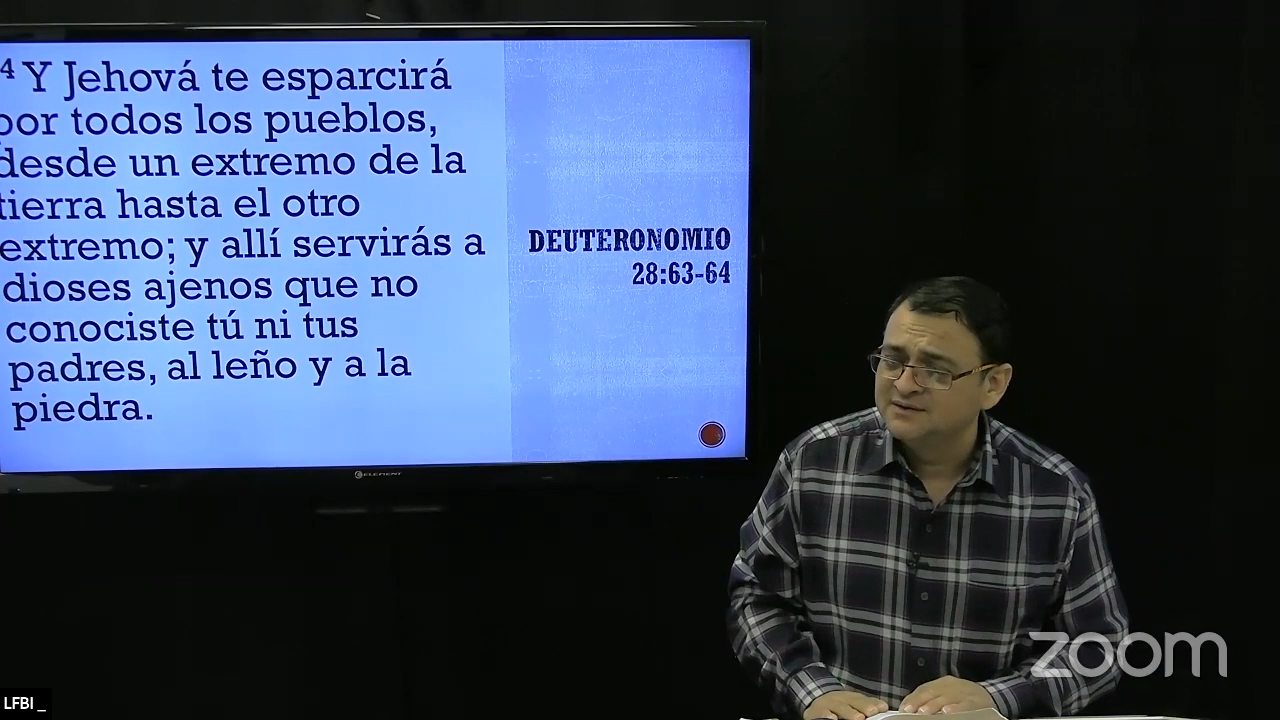 4 Y Jehová te esparcirá
por todos los pueblos,
desde un extremo de la
tierra hasta el otro
extremo; y allí servirás a
dioses ajenos que no
conociste tú ni tus
padres, al leño y a la
piedra.
DEUTERONOMIO
28:63-64
ELEMENT
zoom
LFBI _